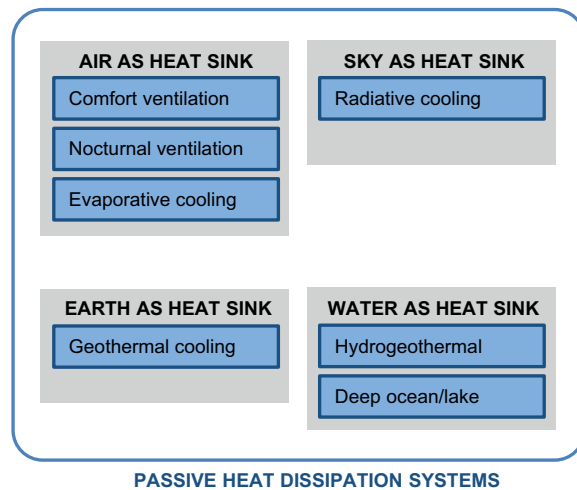 AIR AS HEAT SINK
Comfort ventilation
Nocturnal ventilation
Evaporative cooling
SKY AS HEAT SINK
Radiative cooling
EARTH AS HEAT SINK
Geothermal cooling
WATER AS HEAT SINK
Hydrogeothermal
Deep ocean/lake
PASSIVE HEAT DISSIPATION SYSTEMS